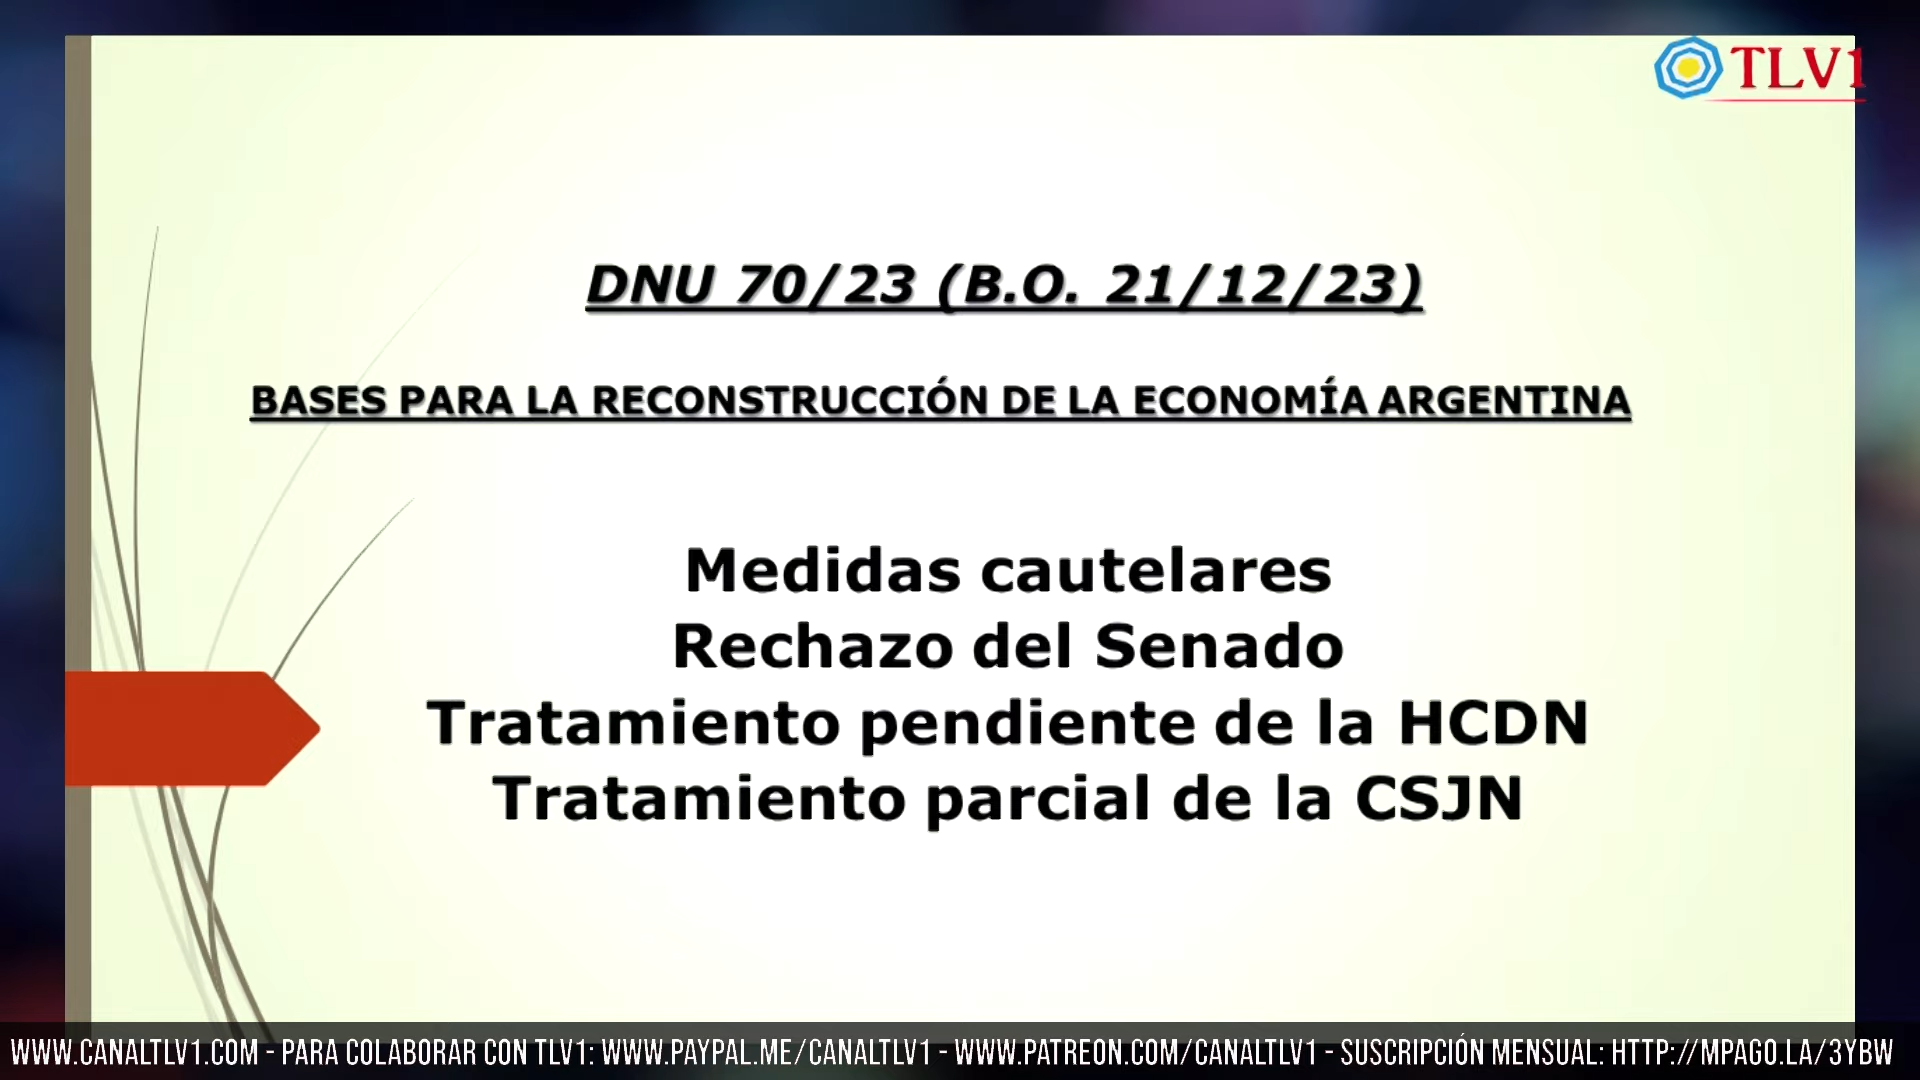 TLV1
DNU 70/23 (B.O. 21/12/23)
BASES PARA LA RECONSTRUCCIÓN DE LA ECONOMÍA ARGENTINA
Medidas cautelares
Rechazo del Senado
Tratamiento pendiente de la HCDN
Tratamiento parcial de la CSJN
WWW.CANALTLV1.COM - PARA COLABORAR CON TLV1: WWW.PAYPAL.ME/CANALTLV1 - WWW.PATREON.COM/CANALTLV1 - SUSCRIPCIÓN MENSUAL: HTTP://MPAGO.LA/3YBW